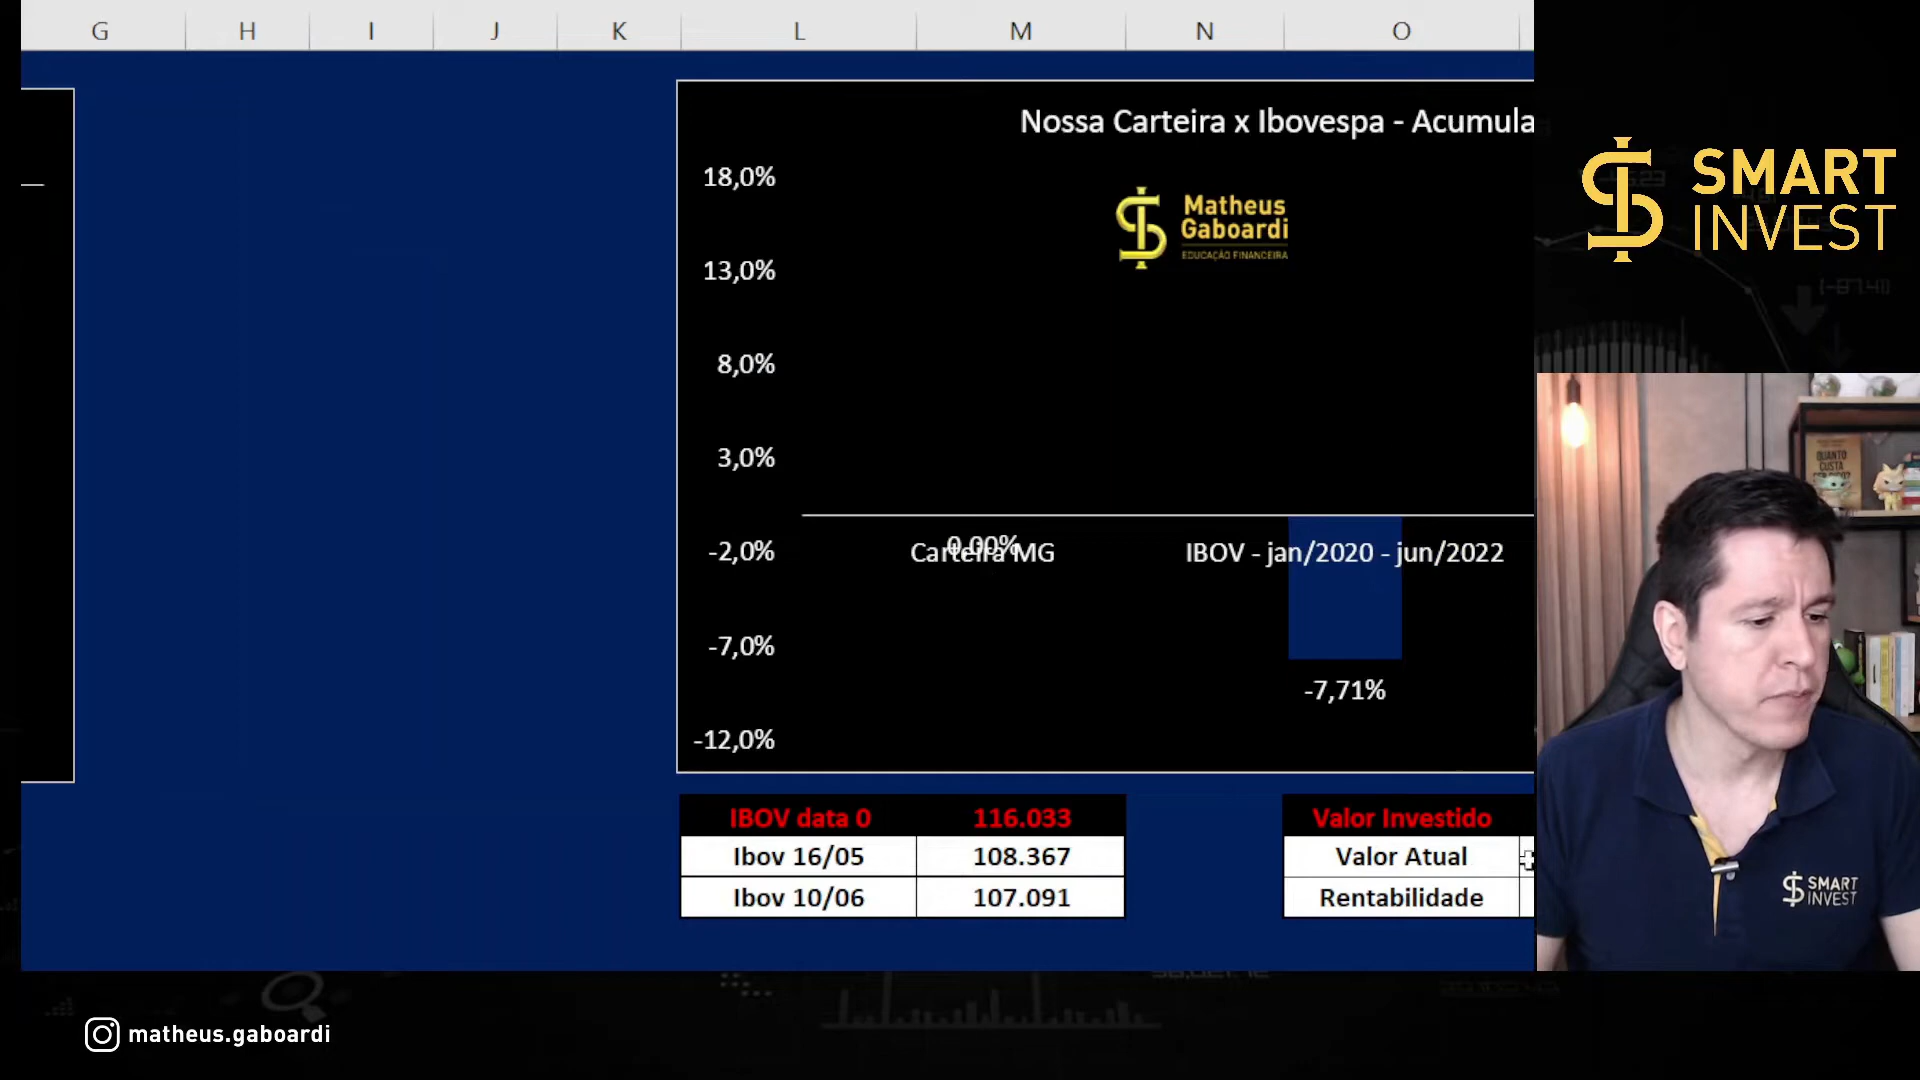 G H I J K L M N O
Nossa Carteira x Ibovespa - Acumula
18,0%
13,0%
8,0%
3,0%
-2,0%
-7,0%
-12,0%
Matheus
Gaboardi
EDUCAÇÃO FINANCEIRA
0,00%
Carteira MG
IBOV - jan/2020 - jun/2022
-7,71%
IBOV data 0 116.033
Ibov 16/05 108.367
Ibov 10/06 107.091
Valor Investido
Valor Atual
Rentabilidade
SMART
INVEST
QUANTO
CUSTA
SMART
INVEST
matheus.gaboardi